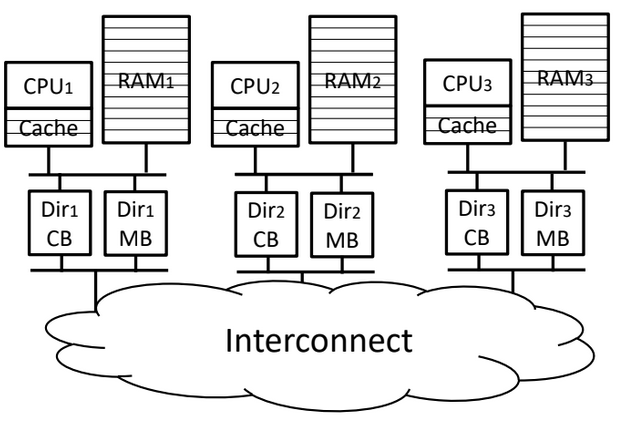 CPU1
RAM1
Cache
CPU2
RAM2
Cache
CPU3
RAM3
Cache
Dir1
CB
Dir1
MB
Dir2
CB
Dir2
MB
Dir3
CB
Dir3
MB
Interconnect